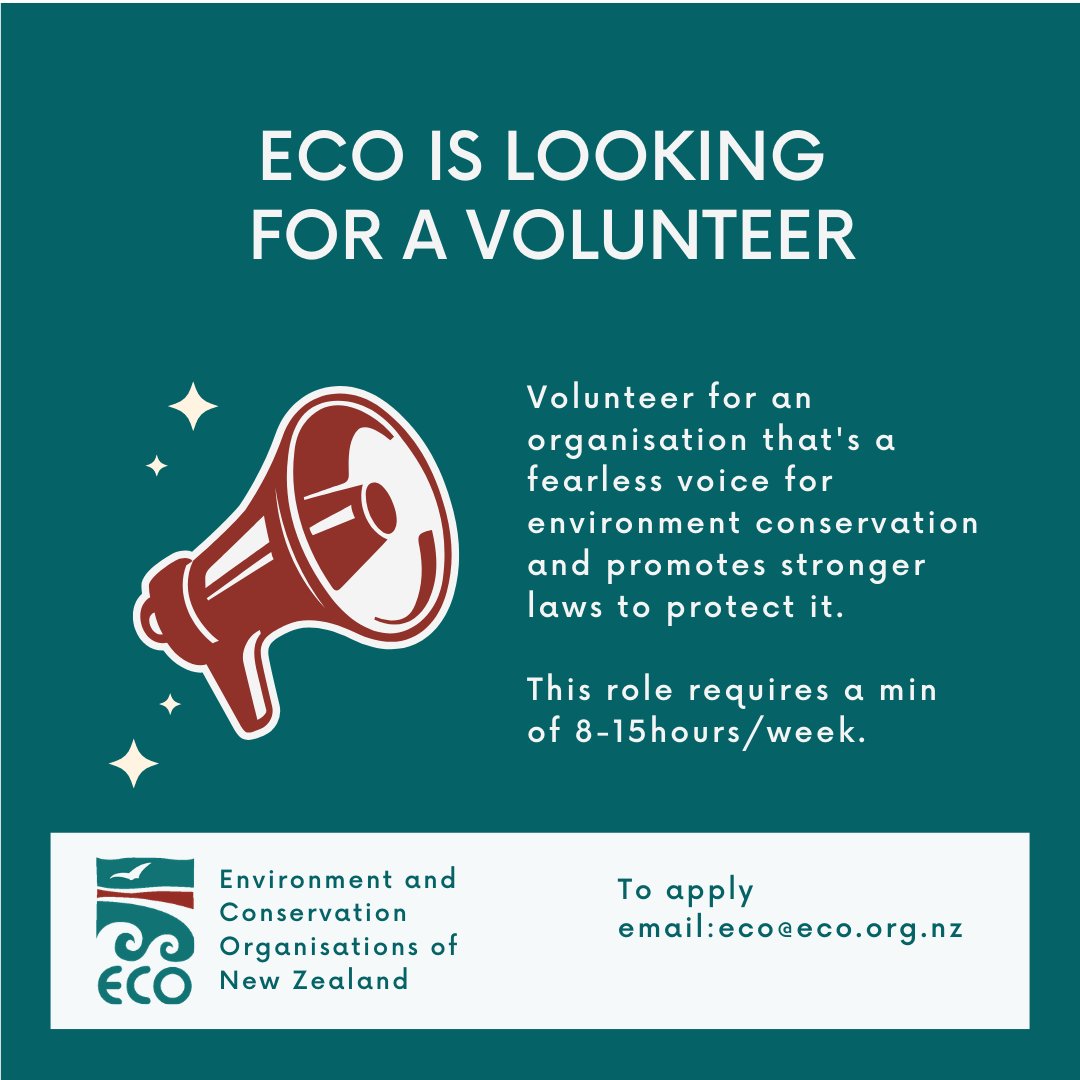 ECO IS LOOKING
FOR A VOLUNTEER
Volunteer for an
organisation that's a
fearless voice for
environment conservation
and promotes stronger
laws to protect it.
This role requires a min
of 8-15hours/week.
ECO
Environment and
Conservation
Organisations of
New Zealand
To apply
email:eco@eco.org.nz